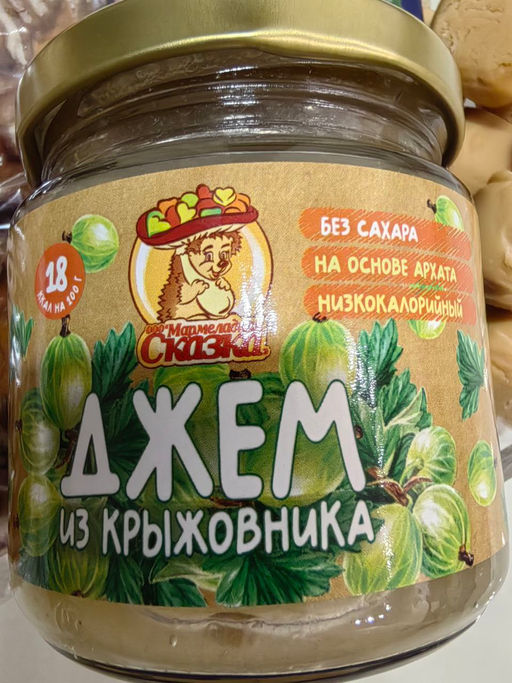 18
ККАЛ НА 100 Г
ООО "Мармеладная
Сказка"
БЕЗ САХАРА
НА ОСНОВЕ АРХАТА
НИЗКОКАЛОРИЙНЫЙ
ДЖЕМ
ИЗ КРЫЖОВНИКА